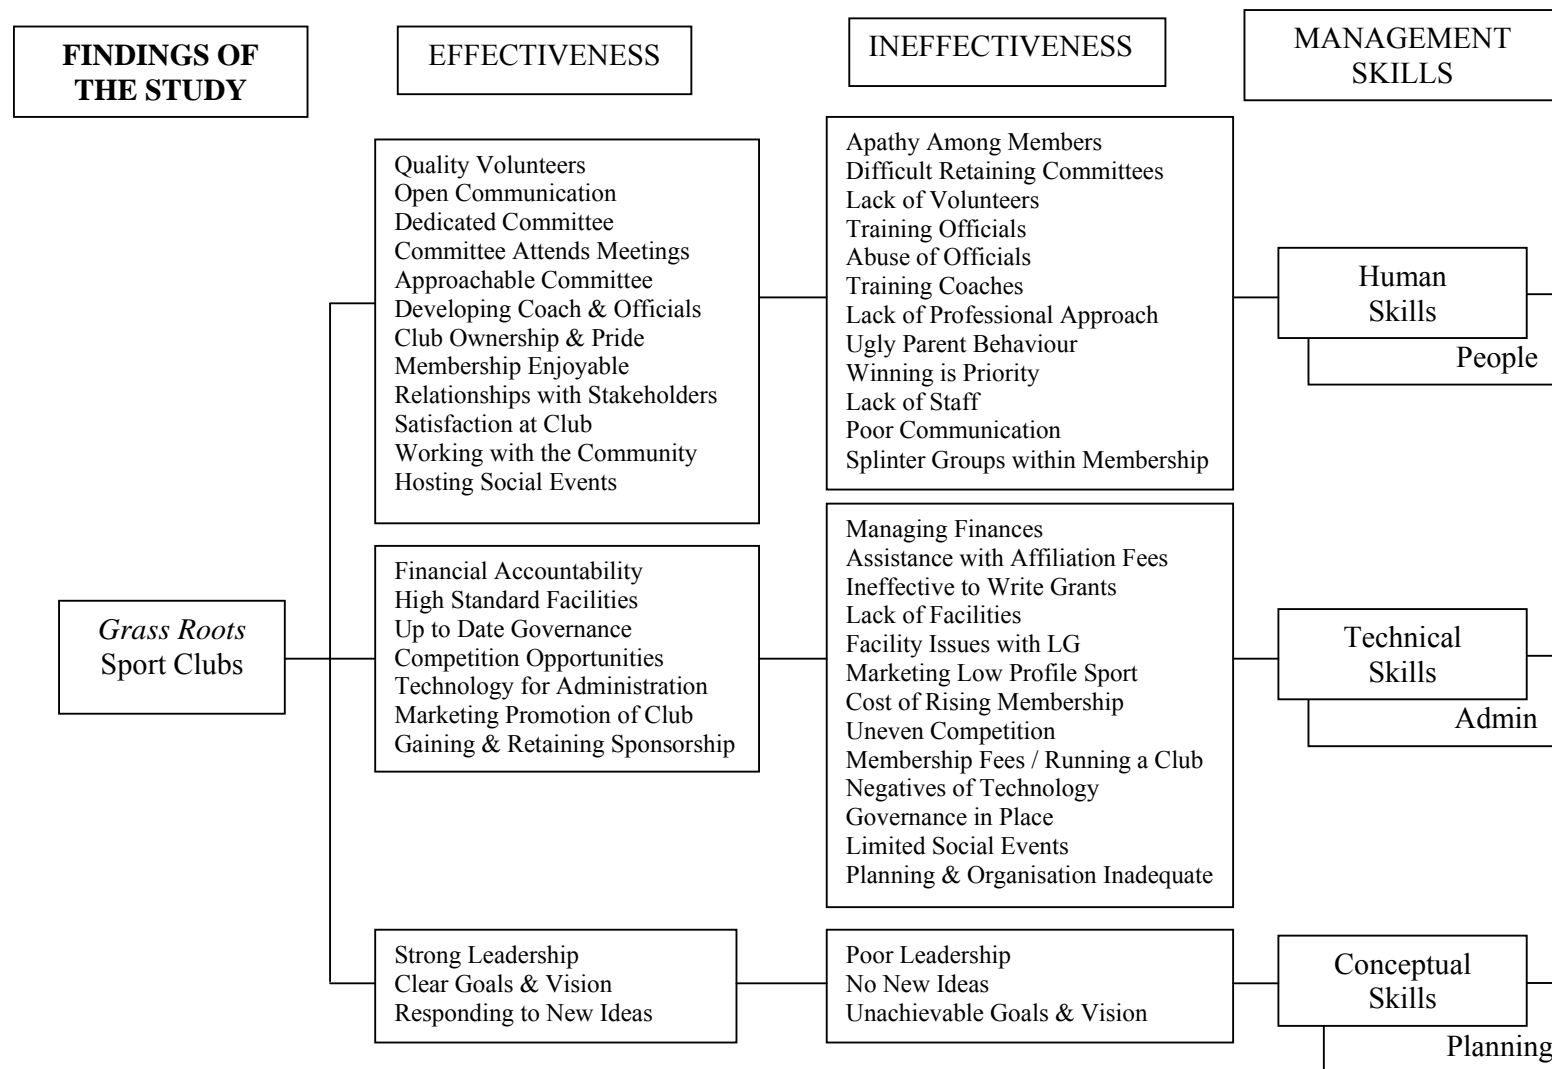 FINDINGS OF
THE STUDY
EFFECTIVENESS
INEFFECTIVENESS
MANAGEMENT
SKILLS
Grass Roots
Sport Clubs
Quality Volunteers
Open Communication
Dedicated Committee
Committee Attends Meetings
Approachable Committee
Developing Coach & Officials
Club Ownership & Pride
Membership Enjoyable
Relationships with Stakeholders
Satisfaction at Club
Working with the Community
Hosting Social Events
Apathy Among Members
Difficult Retaining Committees
Lack of Volunteers
Training Officials
Abuse of Officials
Training Coaches
Lack of Professional Approach
Ugly Parent Behaviour
Winning is Priority
Lack of Staff
Poor Communication
Splinter Groups within Membership
Human
Skills
People
Financial Accountability
High Standard Facilities
Up to Date Governance
Competition Opportunities
Technology for Administration
Marketing Promotion of Club
Gaining & Retaining Sponsorship
Managing Finances
Assistance with Affiliation Fees
Ineffective to Write Grants
Lack of Facilities
Facility Issues with LG
Marketing Low Profile Sport
Cost of Rising Membership
Uneven Competition
Membership Fees / Running a Club
Negatives of Technology
Governance in Place
Limited Social Events
Planning & Organisation Inadequate
Technical
Skills
Admin
Strong Leadership
Clear Goals & Vision
Responding to New Ideas
Poor Leadership
No New Ideas
Unachievable Goals & Vision
Conceptual
Skills
Planning